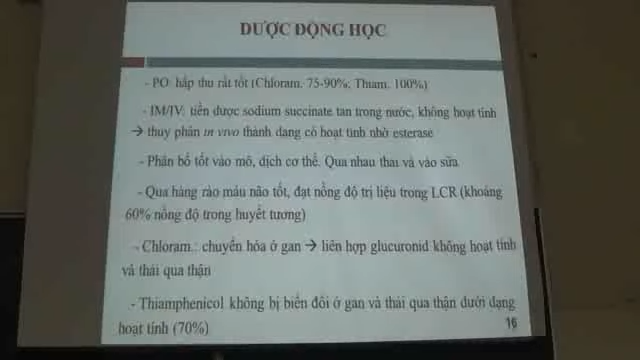 DƯỢC ĐỘNG HỌC
- PO: hấp thu rất tốt (Chloram. 75-90%; Thiam. 100%)
- IM/IV: tiền dược sodium succinate tan trong nước, không hoạt tính
→ thuỷ phân in vivo thành dạng có hoạt tính nhờ esterase
- Phân bố tốt vào mô, dịch cơ thể. Qua nhau thai và vào sữa
- Qua hàng rào máu não tốt, đạt nồng độ trị liệu trong LCR (khoảng
60% nồng độ trong huyết tương)
- Chloram.: chuyển hóa ở gan → liên hợp glucuronid không hoạt tính
và thải qua thận
- Thiamphenicol không bị biến đổi ở gan và thải qua thận dưới dạng
hoạt tính (70%)
16